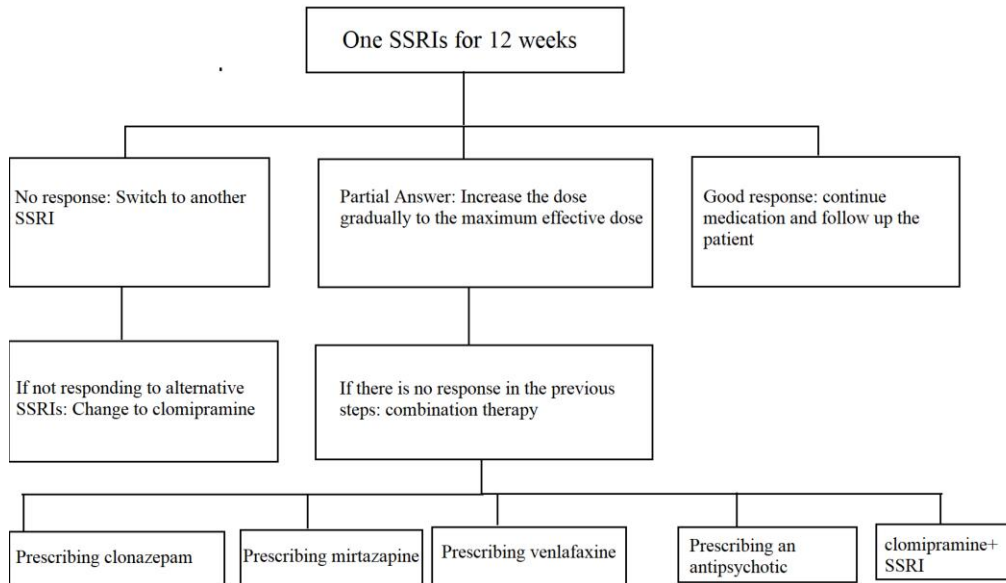 One SSRIs for 12 weeks
No response: Switch to another
SSRI
Partial Answer: Increase the dose
gradually to the maximum effective dose
Good response: continue
medication and follow up the
patient
If not responding to alternative
SSRIs: Change to clomipramine
If there is no response in the previous
steps: combination therapy
Prescribing clonazepam
Prescribing mirtazapine
Prescribing venlafaxine
Prescribing an
antipsychotic
clomipramine+
SSRI